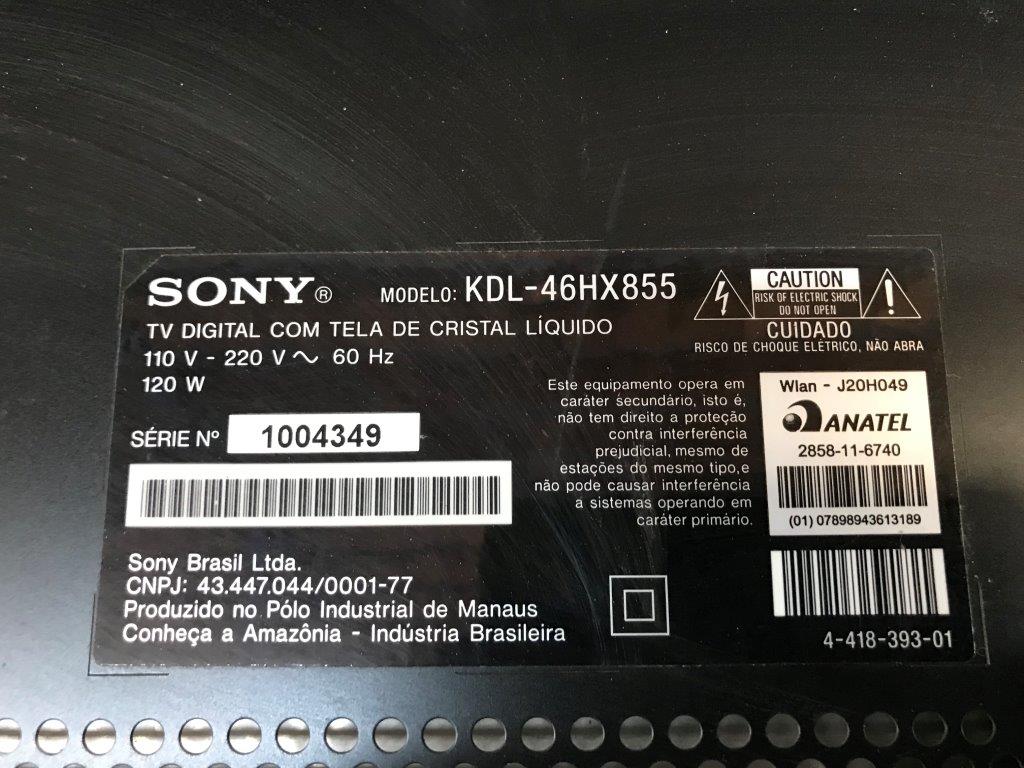 SONY® MODELO: KDL-46HX855
TV DIGITAL COM TELA DE CRISTAL LÍQUIDO
110 V - 220 V ~ 60 Hz
120 W
CAUTION
RISK OF ELECTRIC SHOCK
DO NOT OPEN
CUIDADO
RISCO DE CHOQUE ELÉTRICO, NÃO ABRA
SÉRIE Nº 1004349
Este equipamento opera em
caráter secundário, isto é,
não tem direito a proteção
contra interferência
prejudicial, mesmo de
estações do mesmo tipo,e
não pode causar interferência
a sistemas operando em
caráter primário.
Wlan - J20H049
ANATEL
2858-11-6740
(01) 07898943613189
Sony Brasil Ltda.
CNPJ: 43.447.044/0001-77
Produzido no Pólo Industrial de Manaus
Conheça a Amazônia - Indústria Brasileira
4-418-393-01